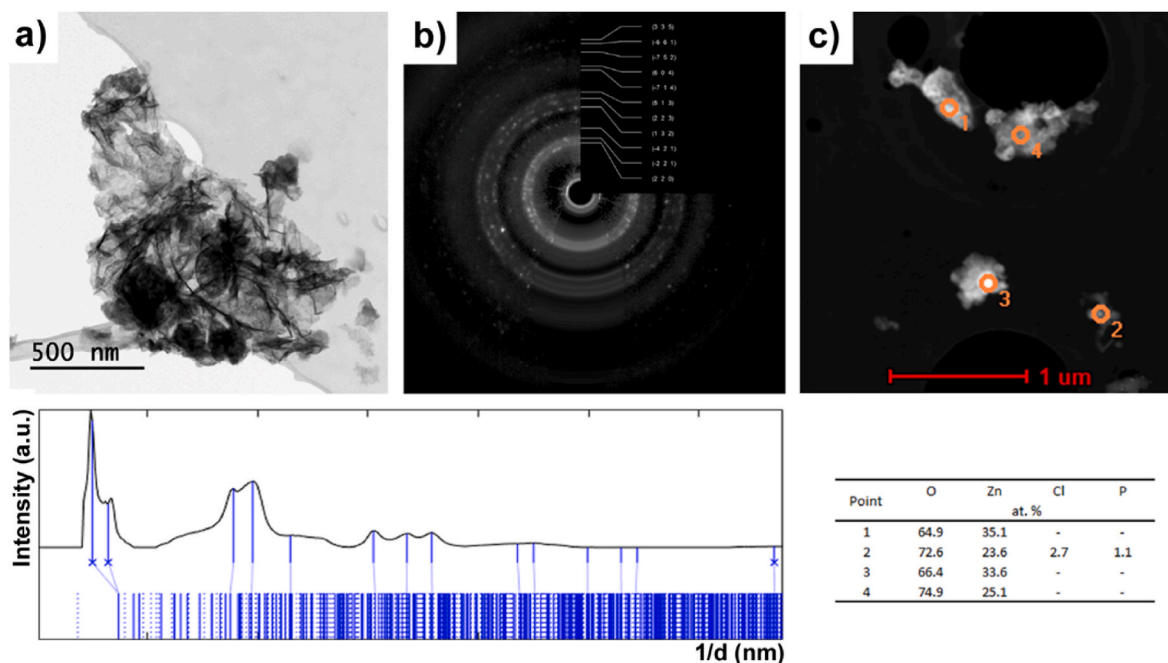 a)
500 nm
b)
(3 3 5)
(-6 6 1)
(-7 5 2)
(6 0 4)
(-7 1 4)
(6 1 3)
(2 2 3)
(1 3 2)
(-4 2 1)
(-2 2 1)
(2 2 0)
c)
1
4
3
2
1 um
Intensity (a.u.)
1/d (nm)
Point O Zn Cl P
at. %
1 64.9 35.1 - -
2 72.6 23.6 2.7 1.1
3 66.4 33.6 - -
4 74.9 25.1 - -